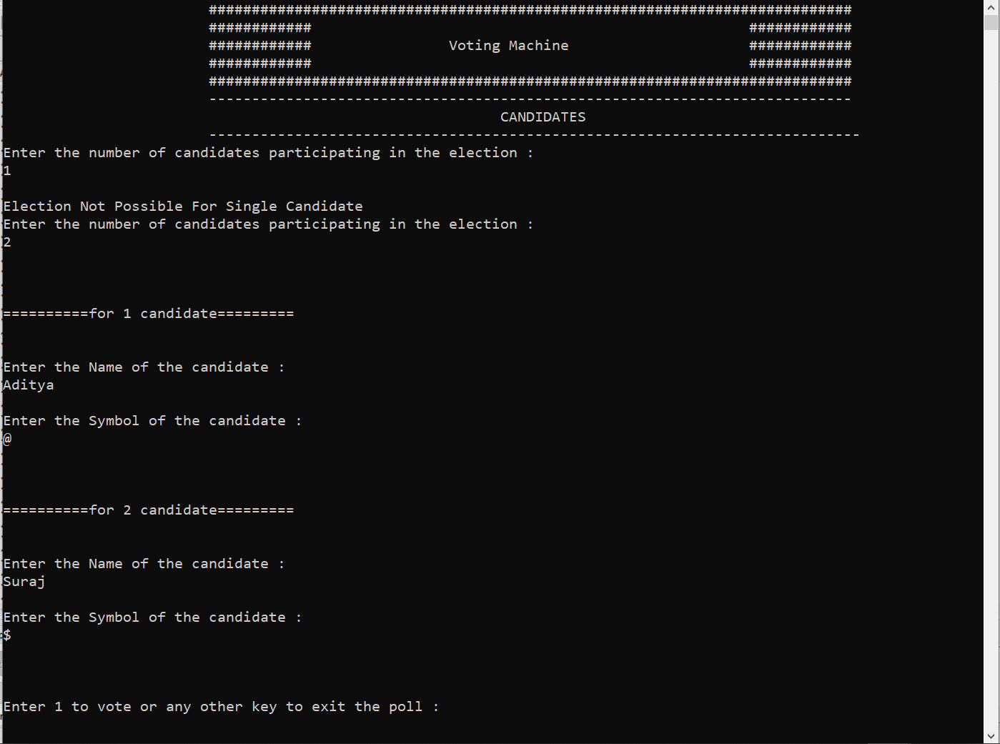 ###########################################################################
############                                                   ############
############                Voting Machine                     ############
############                                                   ############
###########################################################################
---------------------------------------------------------------------------
CANDIDATES
----------------------------------------------------------------------------
Enter the number of candidates participating in the election :
1
Election Not Possible For Single Candidate
Enter the number of candidates participating in the election :
2
==========for 1 candidate=========
Enter the Name of the candidate :
Aditya
Enter the Symbol of the candidate :
@
==========for 2 candidate=========
Enter the Name of the candidate :
Suraj
Enter the Symbol of the candidate :
$
Enter 1 to vote or any other key to exit the poll :